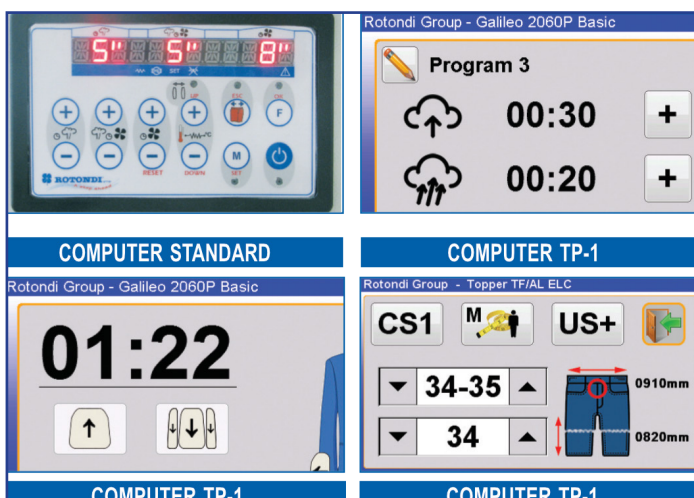 5" 5" 8"
SET
UP ESC OK
F
RESET DOWN M SET
ROTONDI
COMPUTER STANDARD
Rotondi Group - Galileo 2060P Basic
Program 3
00:30 +
00:20 +
COMPUTER TP-1
Rotondi Group - Galileo 2060P Basic
01:22
COMPUTER TP-1
Rotondi Group - Topper TF/AL ELC
CS1 M US+
34-35 0910mm
34 0820mm
COMPUTER TP-1